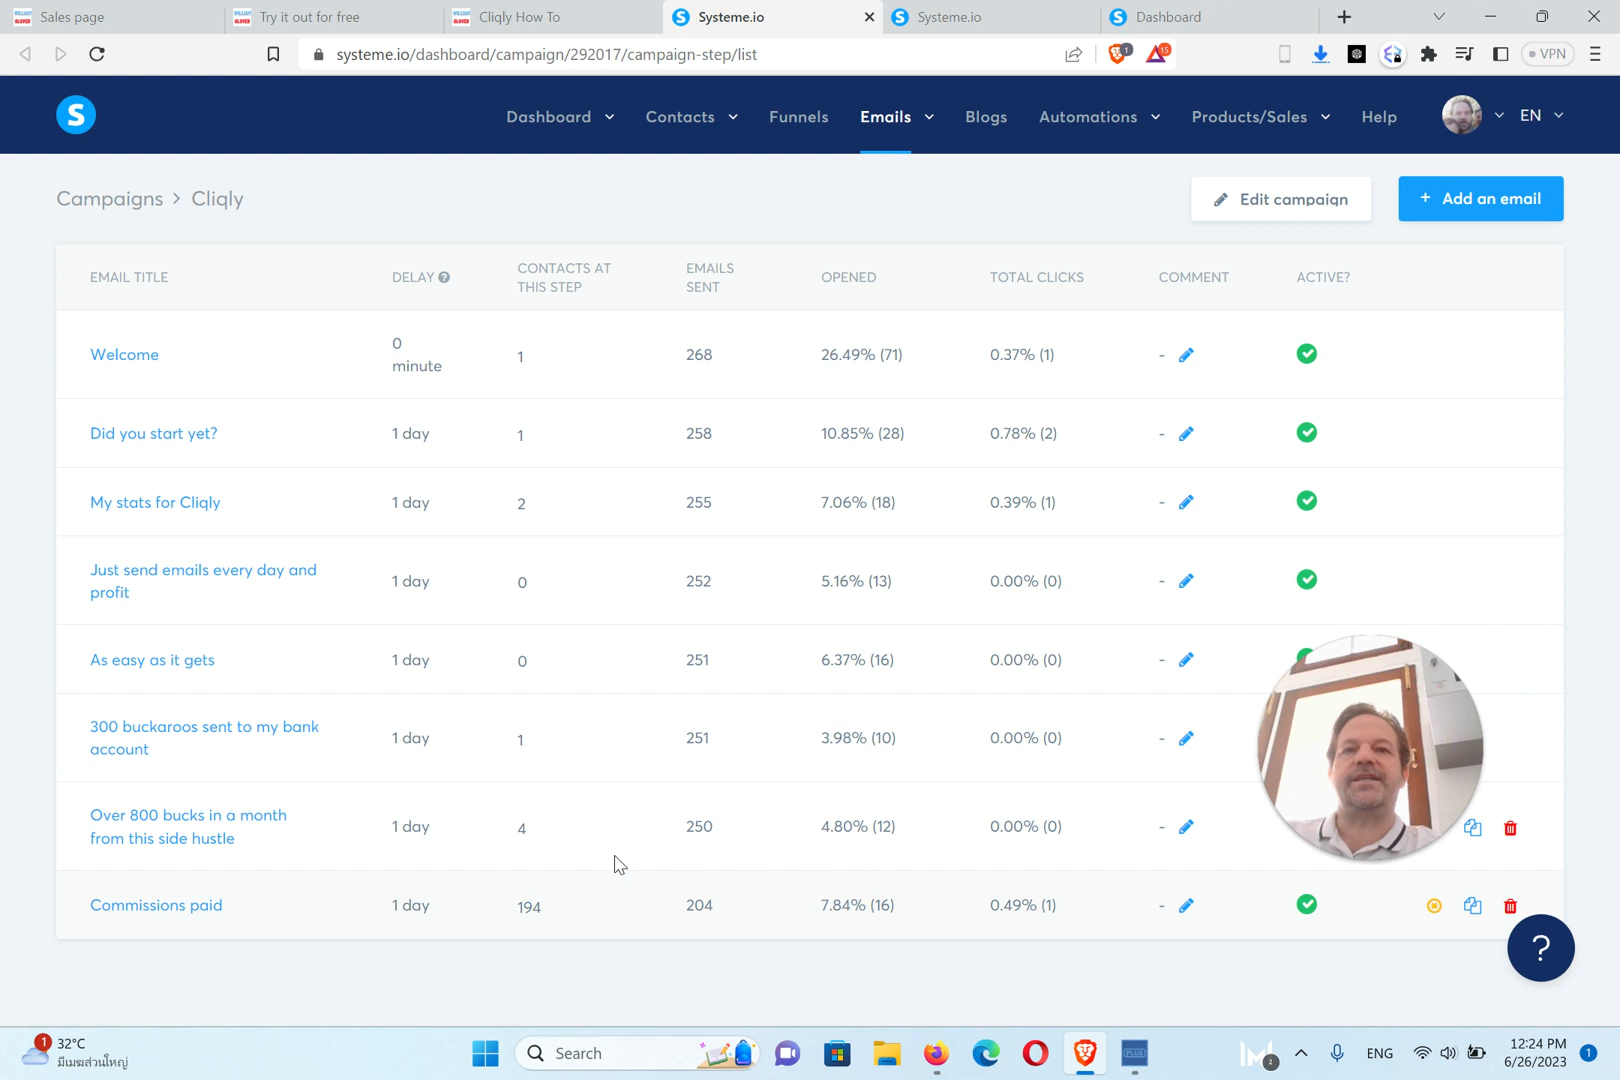 Sales page
Try it out for free
Cliqly How To
Systeme.io
Systeme.io
Dashboard
systeme.io/dashboard/campaign/292017/campaign-step/list
1
15
VPN
S
Dashboard
Contacts
Funnels
Emails
Blogs
Automations
Products/Sales
Help
EN
Campaigns > Cliqly
Edit campaign
+ Add an email
EMAIL TITLE
DELAY
CONTACTS AT
THIS STEP
EMAILS
SENT
OPENED
TOTAL CLICKS
COMMENT
ACTIVE?
Welcome
0
minute
1
268
26.49% (71)
0.37% (1)
-
Did you start yet?
1 day
1
258
10.85% (28)
0.78% (2)
-
My stats for Cliqly
1 day
2
255
7.06% (18)
0.39% (1)
-
Just send emails every day and
profit
1 day
0
252
5.16% (13)
0.00% (0)
-
As easy as it gets
1 day
0
251
6.37% (16)
0.00% (0)
-
300 buckaroos sent to my bank
account
1 day
1
251
3.98% (10)
0.00% (0)
-
Over 800 bucks in a month
from this side hustle
1 day
4
250
4.80% (12)
0.00% (0)
-
Commissions paid
1 day
194
204
7.84% (16)
0.49% (1)
-
?
1
32°C
มีเมฆส่วนใหญ่
Search
PLUS
2
ENG
12:24 PM
6/26/2023
1